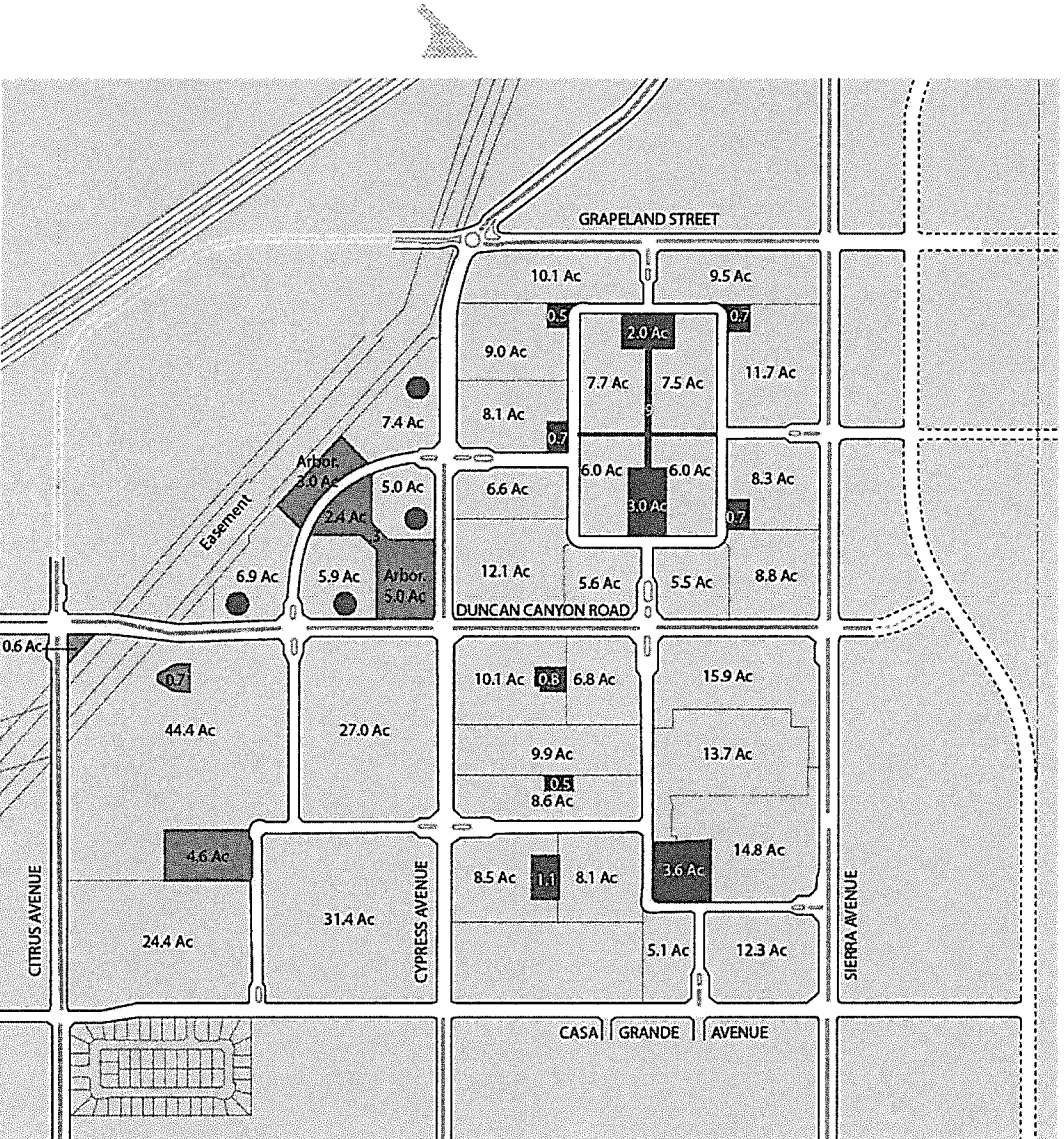 GRAPELAND STREET
10.1 Ac
9.5 Ac
0.5
2.0 Ac
0.7
9.0 Ac
7.7 Ac
7.5 Ac
11.7 Ac
7.4 Ac
8.1 Ac
0.7
Arbor.
3.0 Ac
5.0 Ac
6.6 Ac
6.0 Ac
6.0 Ac
8.3 Ac
2.4 Ac
3.0 Ac
0.7
Easement
6.9 Ac
5.9 Ac
Arbor.
5.0 Ac
12.1 Ac
5.6 Ac
5.5 Ac
8.8 Ac
DUNCAN CANYON ROAD
0.6 Ac
0.7
10.1 Ac
0.8
6.8 Ac
15.9 Ac
44.4 Ac
27.0 Ac
9.9 Ac
13.7 Ac
0.5
8.6 Ac
4.6 Ac
8.5 Ac
1.1
8.1 Ac
3.6 Ac
14.8 Ac
CITRUS AVENUE
24.4 Ac
31.4 Ac
CYPRESS AVENUE
5.1 Ac
12.3 Ac
SIERRA AVENUE
CASA GRANDE AVENUE